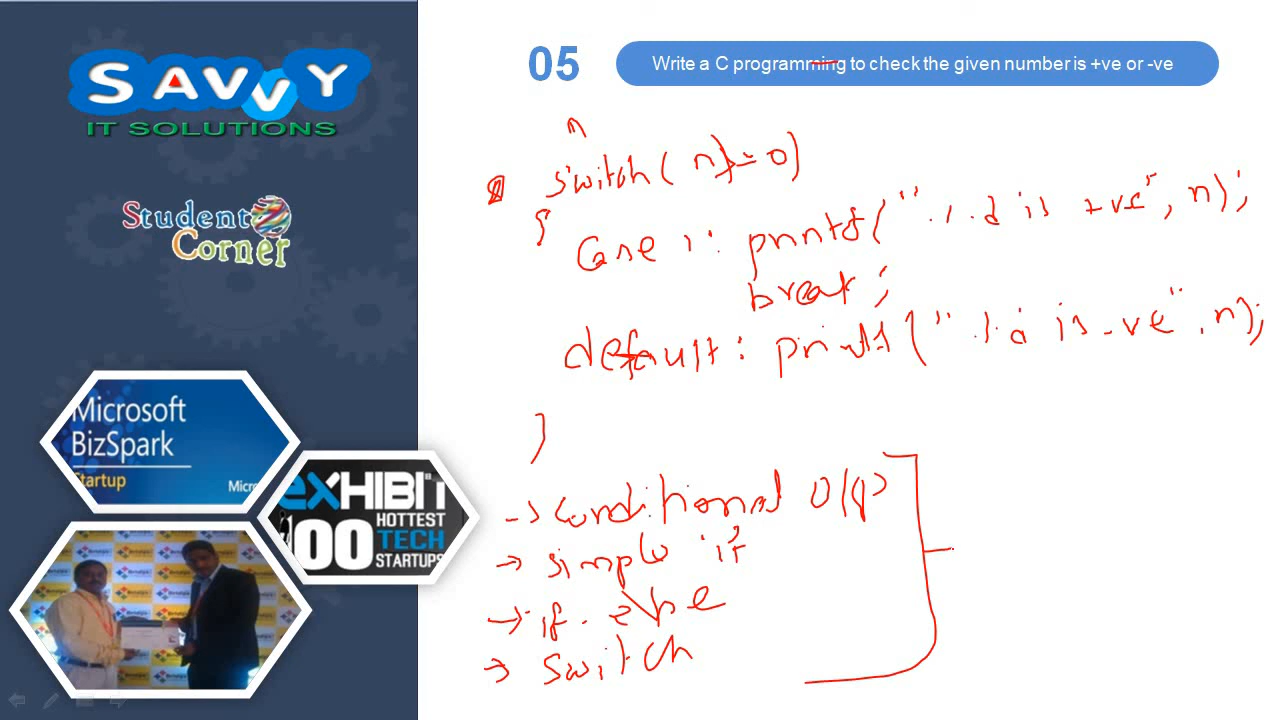 SAVVY
IT SOLUTIONS
Student
Corner
Microsoft
BizSpark
Startup
Micr
eXHIBIT
100 HOTTEST
TECH
STARTUPS
05
Write a C programming to check the given number is +ve or -ve
n
switch( n>=0)
{
Case 1: printf("%d is +ve", n);
break;
default: printf("%d is -ve", n);
}
→ conditional
→ simple if
→ if - else
→ switch